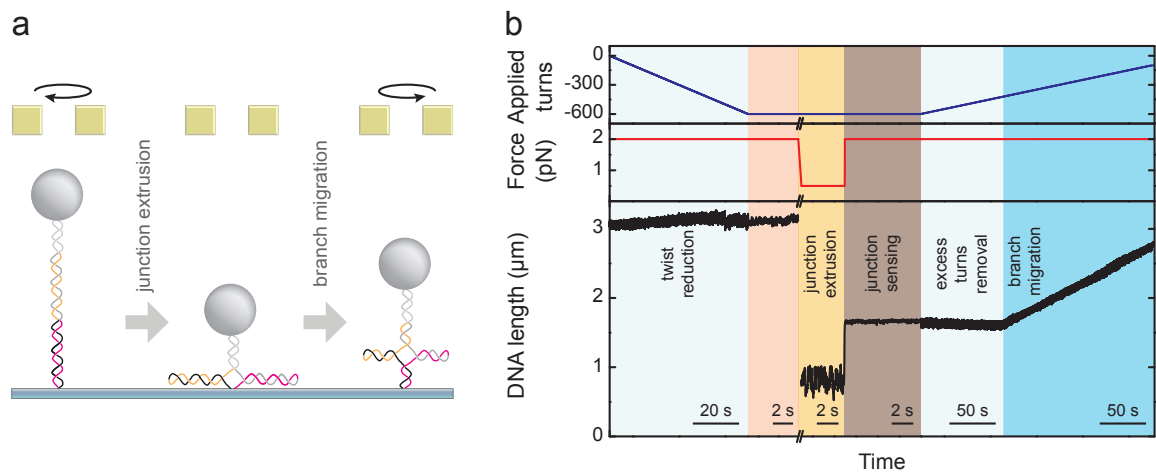 a
junction extrusion
branch migration
b
Applied
turns
0
-300
-600
Force
(pN)
2
1
DNA length (µm)
3
2
1
0
twist
reduction
junction
extrusion
junction
sensing
excess
turns
removal
branch
migration
20 s
2 s
2 s
2 s
50 s
50 s
Time